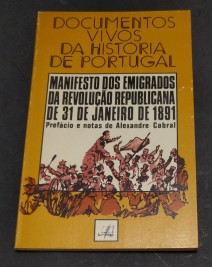 DOCUMENTOS
VIVOS
DA HISTORIA
DE PORTUGAL
MANIFESTO DOS EMIGRADOS
DA REVOLUÇÃO REPUBLICANA
DE 31 DE JANEIRO DE 1891
Prefácio e notas de Alexandre Cabral